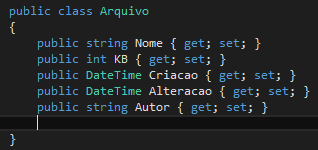 public class Arquivo
{
public string Nome { get; set; }
public int KB { get; set; }
public DateTime Criacao { get; set; }
public DateTime Alteracao { get; set; }
public string Autor { get; set; }
}